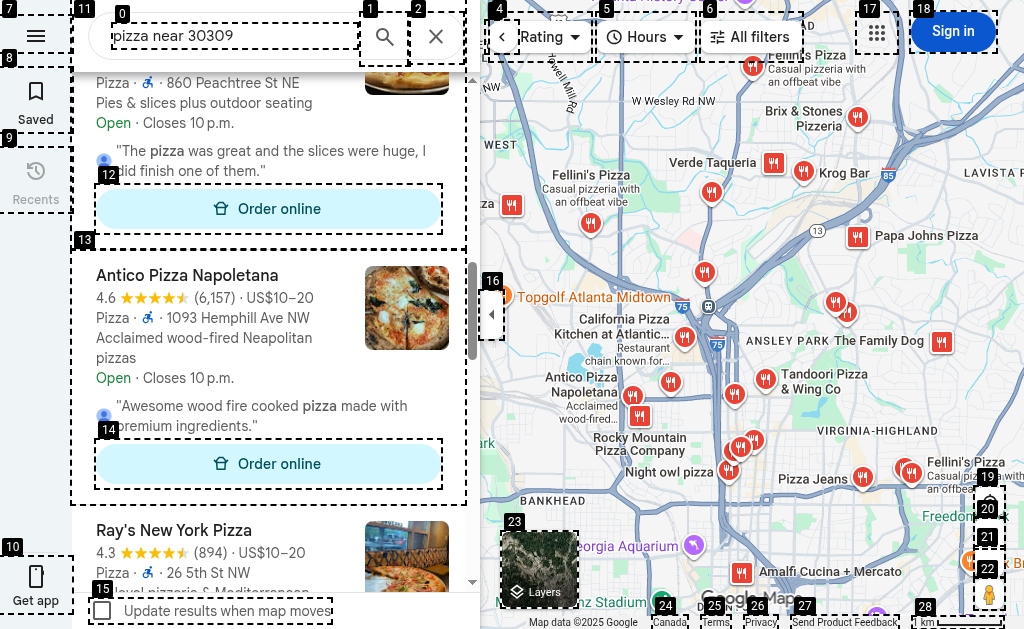 pizza near 30309
Rating
Hours
All filters
Sign in
Saved
Recents
Get app
Pizza · 860 Peachtree St NE
Pies & slices plus outdoor seating
Open · Closes 10 p.m.
"The pizza was great and the slices were huge, I
did finish one of them."
Order online
Antico Pizza Napoletana
4.6 (6,157) · US$10–20
Pizza · 1093 Hemphill Ave NW
Acclaimed wood-fired Neapolitan
pizzas
Open · Closes 10 p.m.
"Awesome wood fire cooked pizza made with
premium ingredients."
Order online
Ray's New York Pizza
4.3 (894) · US$10–20
Pizza · 26 5th St NW
Update results when map moves
Fellini's Pizza
Casual pizzeria with
an offbeat vibe
W Wesley Rd NW
Brix & Stones
Pizzeria
Verde Taqueria
Krog Bar
85
LAVISTA P
NW
WEST
Fellini's Pizza
Casual pizzeria with
an offbeat vibe
za
13
Papa Johns Pizza
Topgolf Atlanta Midtown
75
California Pizza
Kitchen at Atlantic...
Restaurant
chain known for...
75
ANSLEY PARK
The Family Dog
Antico Pizza
Napoletana
Acclaimed
wood-fired...
Tandoori Pizza
& Wing Co
Rocky Mountain
Pizza Company
VIRGINIA-HIGHLAND
Night owl pizza
Pizza Jeans
Fellini's Pizza
Casual pizz
an offbe
ark
BANKHEAD
Freedom
Georgia Aquarium
Layers
Amalfi Cucina + Mercato
nz Stadium
Google Maps
Map data ©2025 Google
Canada
Terms
Privacy
Send Product Feedback
1 km
0
1
2
4
5
6
7
8
9
10
11
12
13
14
15
16
17
18
19
20
21
22
23
24
25
26
27
28